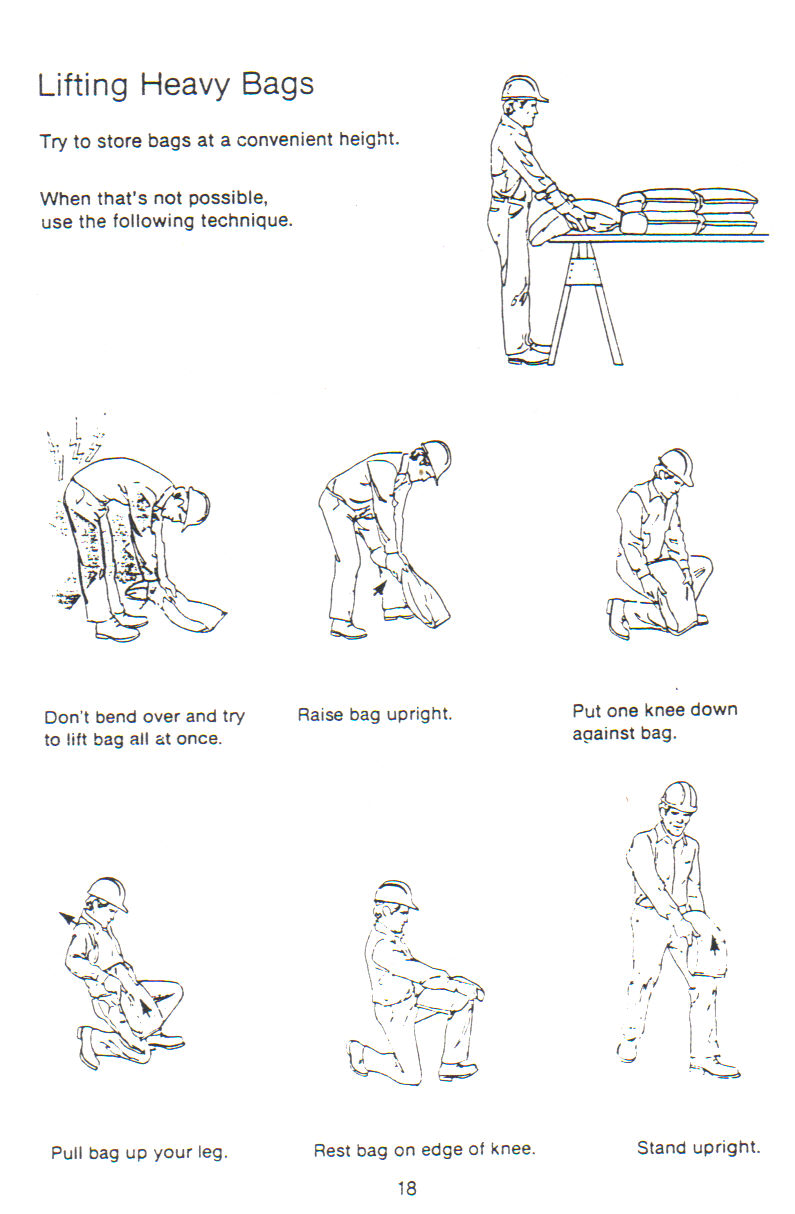 Lifting Heavy Bags
Try to store bags at a convenient height.
When that's not possible,
use the following technique.
Don't bend over and try
to lift bag all at once.
Raise bag upright.
Put one knee down
against bag.
Pull bag up your leg.
Rest bag on edge of knee.
Stand upright.
18